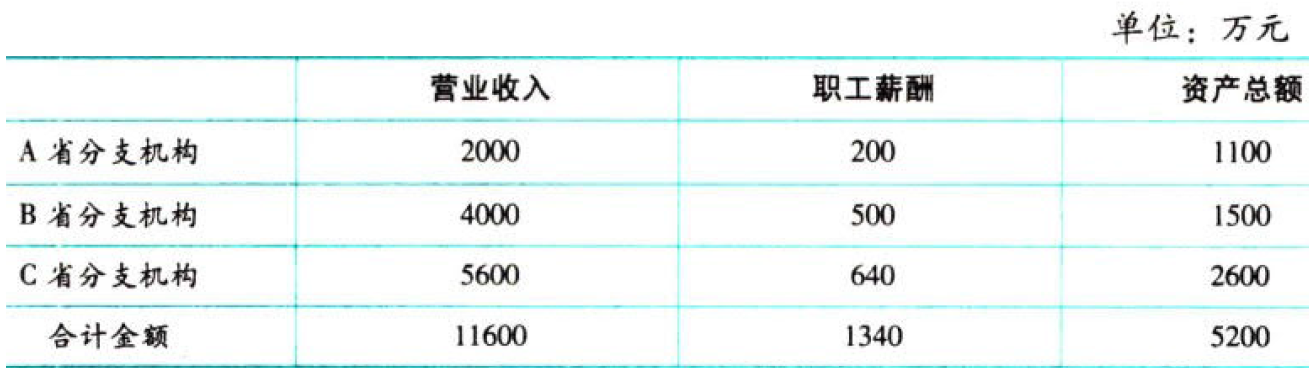 单位：万元
营业收入 职工薪酬 资产总额
A 省分支机构 2000 200 1100
B 省分支机构 4000 500 1500
C 省分支机构 5600 640 2600
合计金额 11600 1340 5200